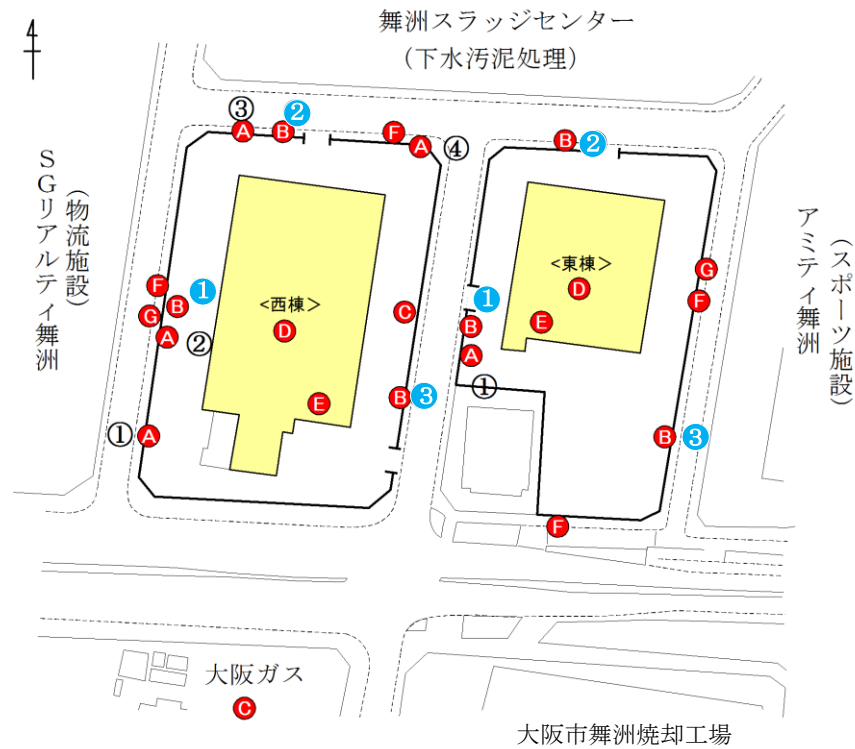 舞洲スラッジセンター
（下水汚泥処理）
4
③
A
B
2
F
A
④
B
2
SGリアルティ舞洲
（物流施設）
アミティ舞洲
（スポーツ施設）
F
B
1
G
A
②
<西棟>
D
C
E
B
3
①
A
<東棟>
D
E
1
B
A
①
G
F
B
3
F
大阪ガス
C
大阪市舞洲焼却工場